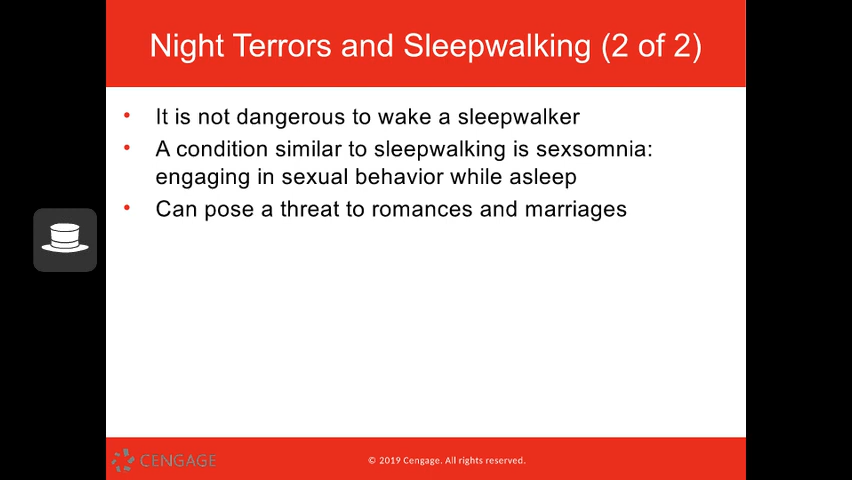 Night Terrors and Sleepwalking (2 of 2)
• It is not dangerous to wake a sleepwalker
• A condition similar to sleepwalking is sexsomnia:
engaging in sexual behavior while asleep
• Can pose a threat to romances and marriages
CENGAGE
© 2019 Cengage. All rights reserved.